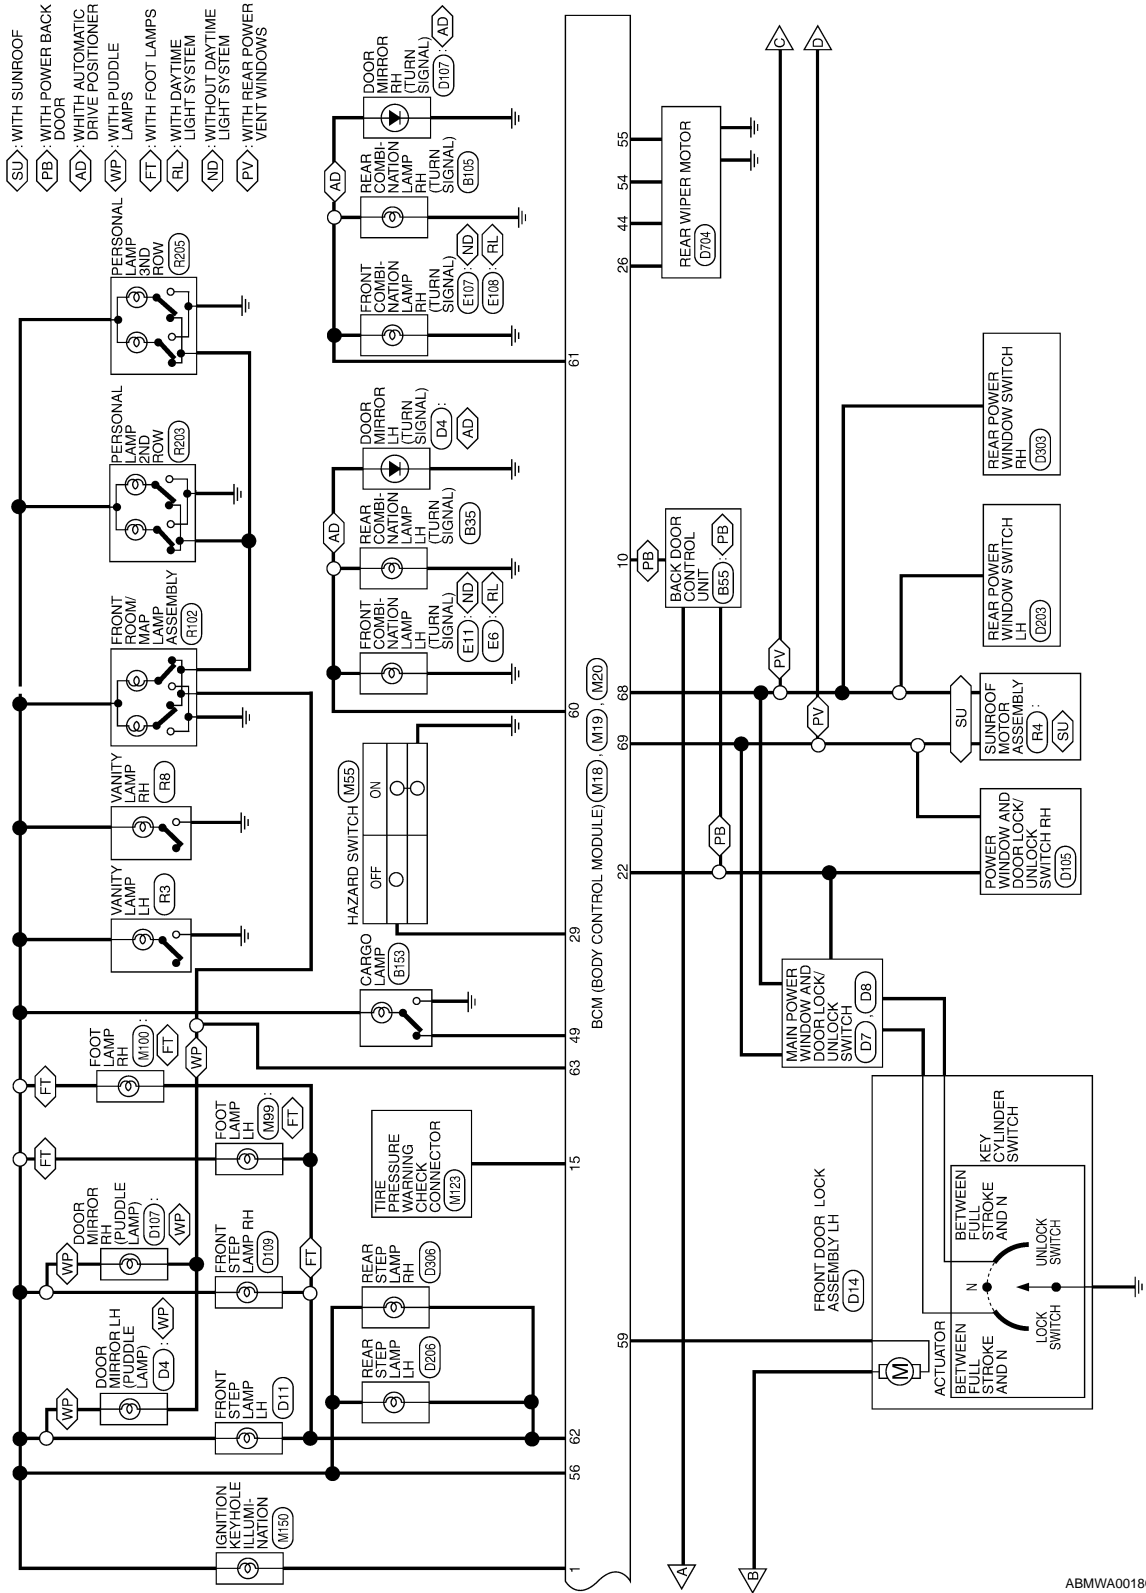 SU : WITH SUNROOF
PB : WITH POWER BACK
DOOR
AD : WHITH AUTOMATIC
DRIVE POSITIONER
WP : WITH PUDDLE
LAMPS
FT : WITH FOOT LAMPS
RL : WITH DAYTIME
LIGHT SYSTEM
ND : WITHOUT DAYTIME
LIGHT SYSTEM
PV : WITH REAR POWER
VENT WINDOWS
IGNITION
KEYHOLE
ILLUMI-
NATION
M150
DOOR
MIRROR LH
(PUDDLE
LAMP)
D4 : WP
WP
FRONT
STEP
LAMP
LH
D11
DOOR
MIRROR
RH
(PUDDLE
LAMP)
D107 :
WP
WP
FRONT
STEP
LAMP RH
D109
FT
FT
FOOT
LAMP
LH
M99 :
FT
FT
FOOT
LAMP
RH
M100 :
FT
WP
VANITY
LAMP
LH
R3
VANITY
LAMP
RH
R8
FRONT
ROOM/
MAP
LAMP
ASSEMBLY
R102
PERSONAL
LAMP
2ND
ROW
R203
PERSONAL
LAMP
3ND
ROW
R205
REAR
STEP
LAMP
LH
D206
REAR
STEP
LAMP
RH
D306
TIRE
PRESSURE
WARNING
CHECK
CONNECTOR
M123
CARGO
LAMP
B153
HAZARD SWITCH M55
OFF
ON
FRONT
COMBI-
NATION
LAMP
LH
(TURN
SIGNAL)
E11 : ND
E6 : RL
REAR
COMBI-
NATION
LAMP
LH
(TURN
SIGNAL)
B35
AD
DOOR
MIRROR
LH
(TURN
SIGNAL)
D4 :
AD
FRONT
COMBI-
NATION
LAMP
RH
(TURN
SIGNAL)
E107 : ND
E108 : RL
REAR
COMBI-
NATION
LAMP
RH
(TURN
SIGNAL)
B105
AD
DOOR
MIRROR
RH
(TURN
SIGNAL)
D107 : AD
1
56
62
15
63
49
29
60
61
BCM (BODY CONTROL MODULE) M18 , M19 , M20
59
22
69
68
10
26
44
54
55
A
B
PB
PB
BACK DOOR
CONTROL
UNIT
B55 : PB
REAR WIPER MOTOR
D704
C
D
PV
PV
FRONT DOOR LOCK
ASSEMBLY LH
D14
ACTUATOR
M
BETWEEN
FULL
STROKE
AND N
N
BETWEEN
FULL
STROKE
AND N
LOCK
SWITCH
UNLOCK
SWITCH
KEY
CYLINDER
SWITCH
MAIN POWER
WINDOW AND
DOOR LOCK/
UNLOCK
SWITCH
D7 , D8
POWER
WINDOW AND
DOOR LOCK/
UNLOCK
SWITCH RH
D105
SU
SUNROOF
MOTOR
ASSEMBLY
R4 :
SU
REAR POWER
WINDOW SWITCH
LH
D203
REAR POWER
WINDOW SWITCH
RH
D303